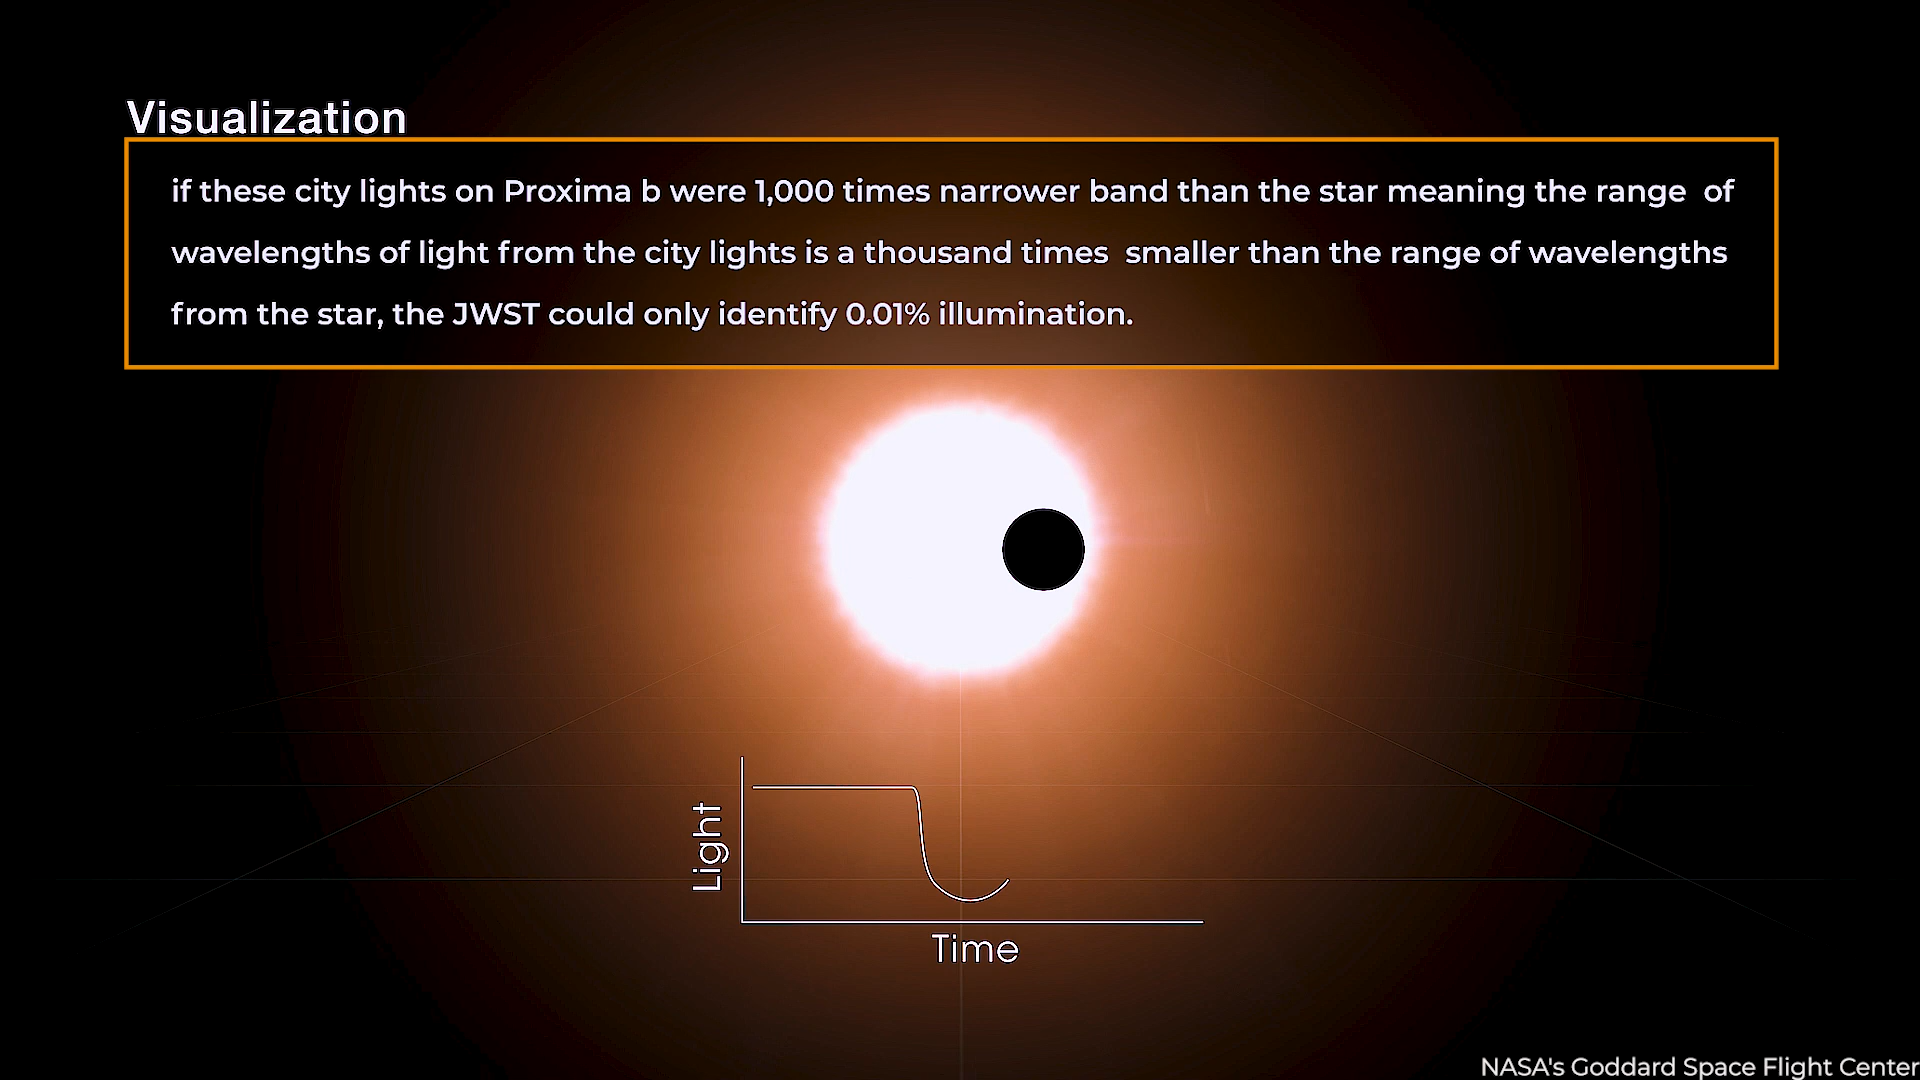 Visualization
if these city lights on Proxima b were 1,000 times narrower band than the star meaning the range of
wavelengths of light from the city lights is a thousand times smaller than the range of wavelengths
from the star, the JWST could only identify 0.01% illumination.
Light
Time
NASA's Goddard Space Flight Center